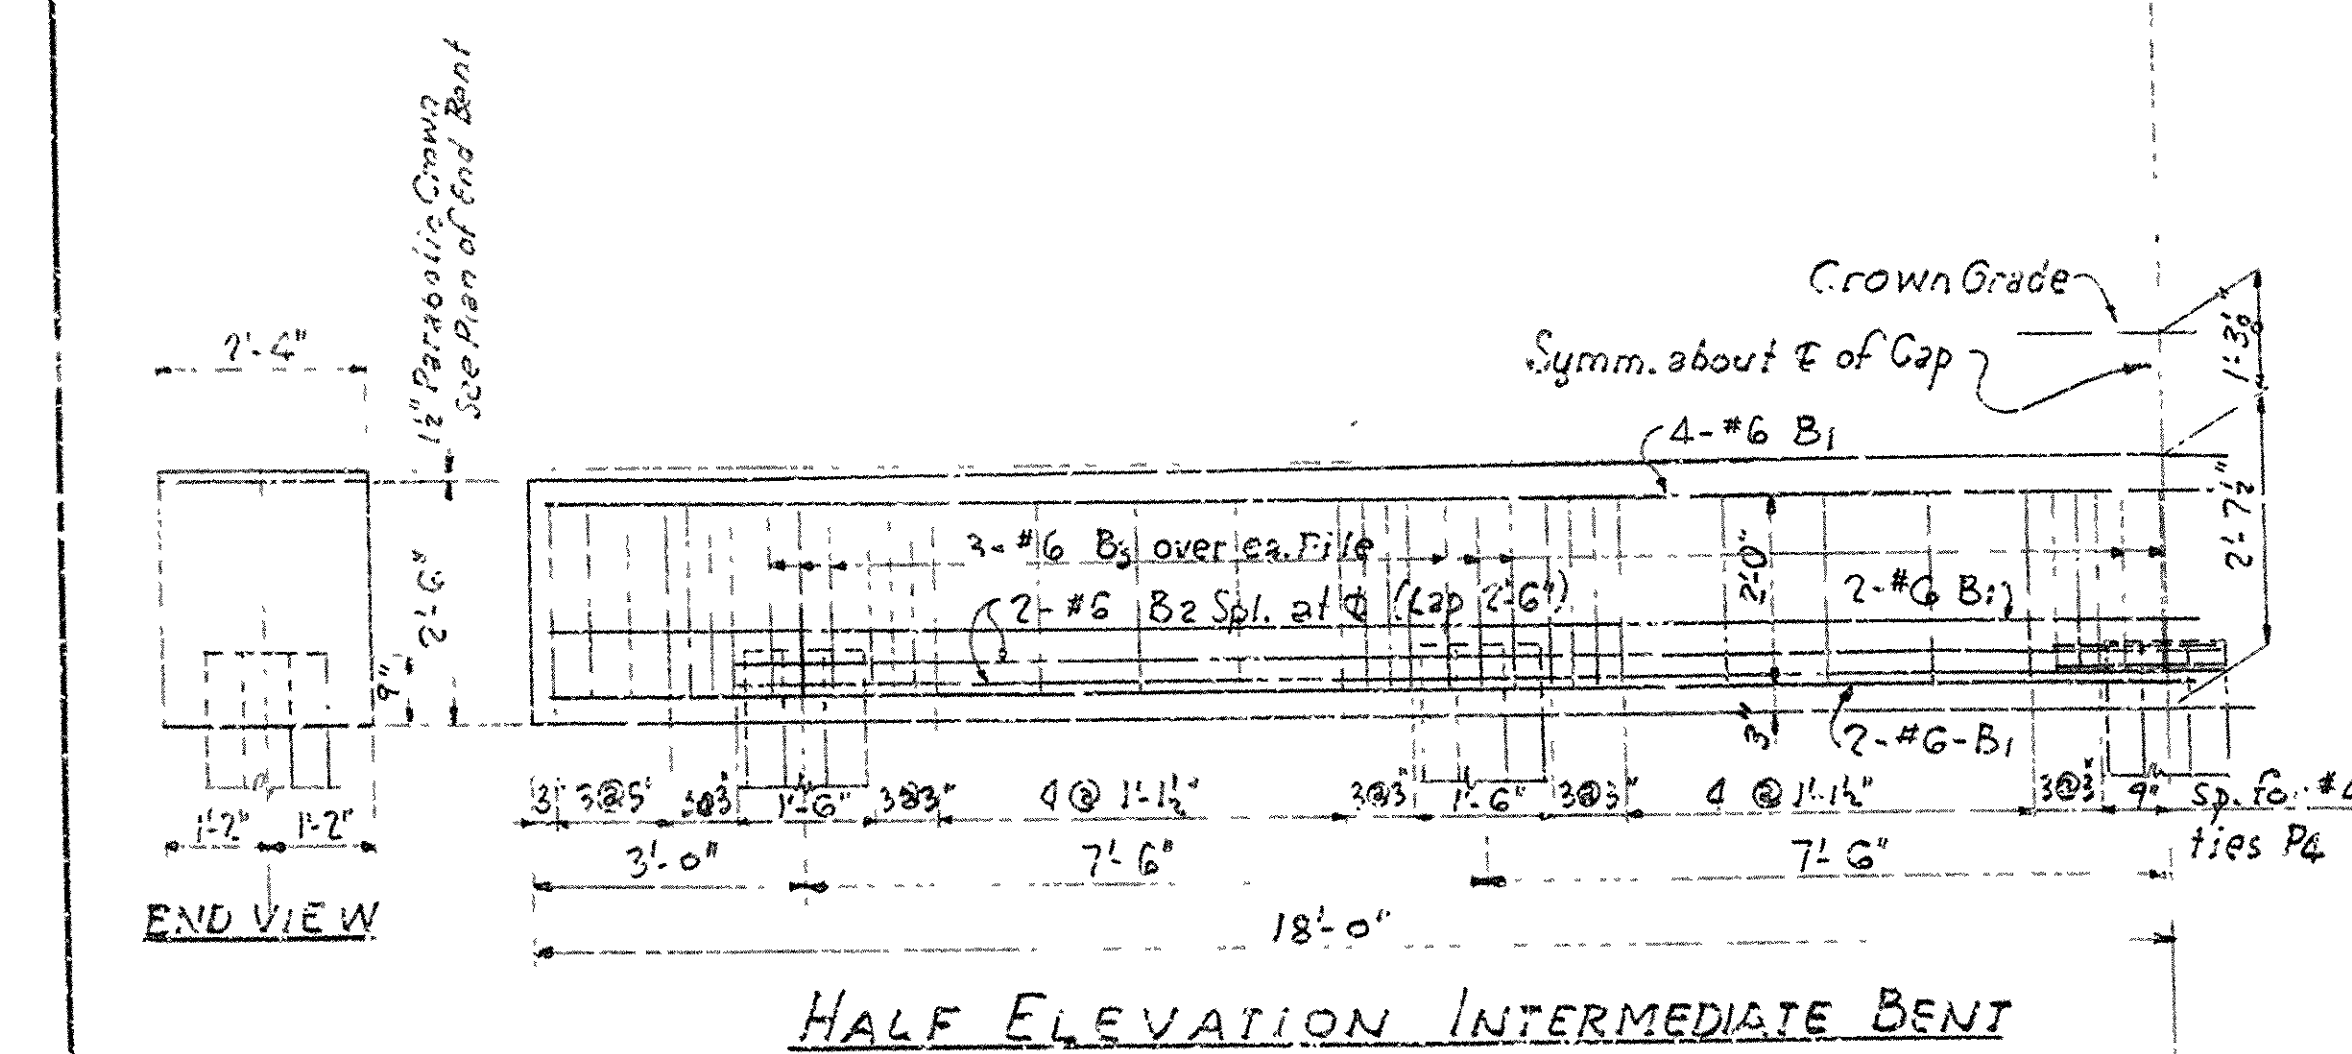 1½" Parabolic Crown
See Plan of End Bent
2'-4"
2'-6"
9"
1'-2" 1'-2"
END VIEW
Crown Grade
Symm. about ℄ of Cap
4-#6 B1
1'-3
2'-7½"
3-#6 B3 over ea. Pile
2-#6 B2 Spl. at ℄ (Lap 2'-6")
2'-0"
2-#6 B1
3"
2-#6-B1
3" 3@5" 3@3" 1'-6" 3@3" 4 @ 1'-1½" 3@3" 1'-6" 3@3" 4 @ 1'-1½" 3@3" 9" sp. for #4
ties P4
3'-0" 7'-6" 7'-6"
18'-0"
HALF ELEVATION INTERMEDIATE BENT